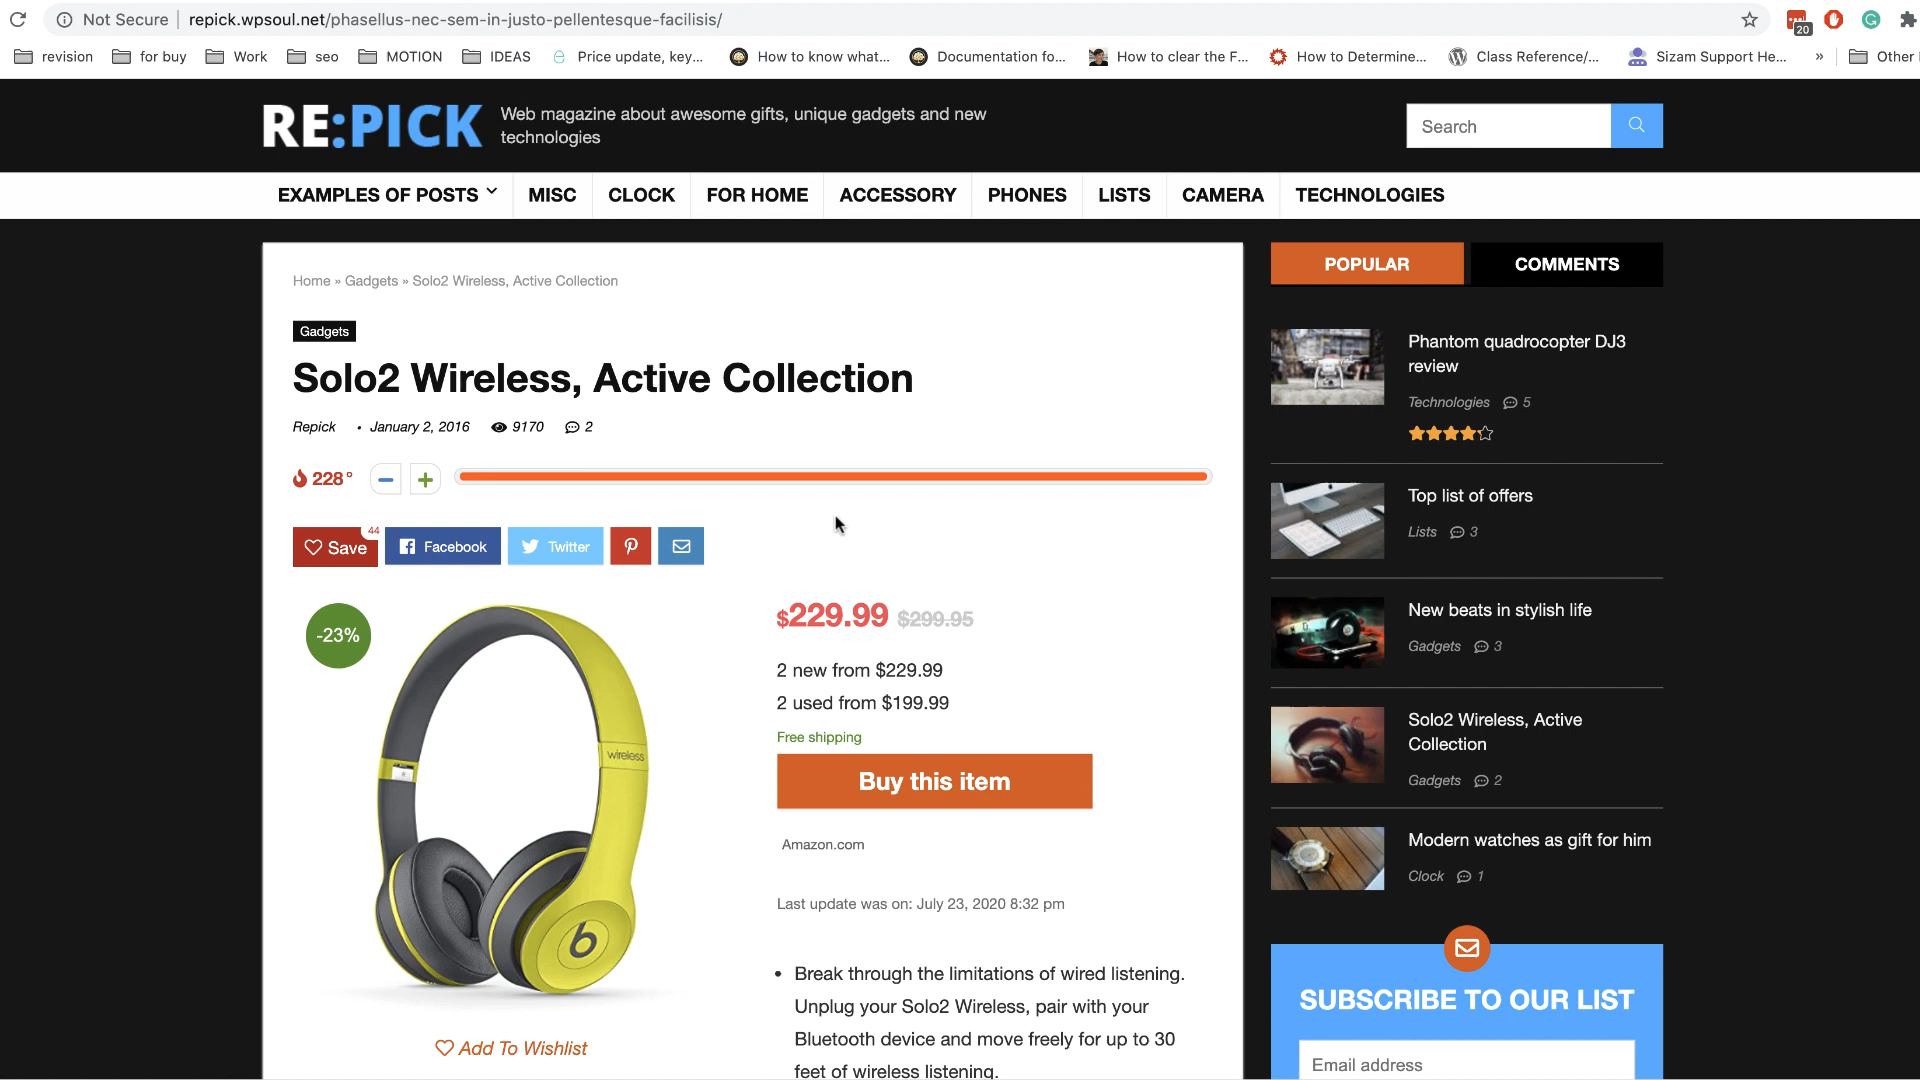 Not Secure
repick.wpsoul.net/phasellus-nec-sem-in-justo-pellentesque-facilisis/
20
revision
for buy
Work
seo
MOTION
IDEAS
Price update, key...
How to know what...
Documentation fo...
How to clear the F...
How to Determine...
Class Reference/...
Sizam Support He...
»
Other
RE:PICK
Web magazine about awesome gifts, unique gadgets and new
technologies
Search
EXAMPLES OF POSTS
MISC
CLOCK
FOR HOME
ACCESSORY
PHONES
LISTS
CAMERA
TECHNOLOGIES
Home » Gadgets » Solo2 Wireless, Active Collection
Gadgets
Solo2 Wireless, Active Collection
Repick • January 2, 2016 9170 2
228°
Save
44
Facebook
Twitter
-23%
wireless
Add To Wishlist
$229.99 $299.95
2 new from $229.99
2 used from $199.99
Free shipping
Buy this item
Amazon.com
Last update was on: July 23, 2020 8:32 pm
• Break through the limitations of wired listening.
Unplug your Solo2 Wireless, pair with your
Bluetooth device and move freely for up to 30
feet of wireless listening.
POPULAR
COMMENTS
Phantom quadrocopter DJ3
review
Technologies 5
Top list of offers
Lists 3
New beats in stylish life
Gadgets 3
Solo2 Wireless, Active
Collection
Gadgets 2
Modern watches as gift for him
Clock 1
SUBSCRIBE TO OUR LIST
Email address